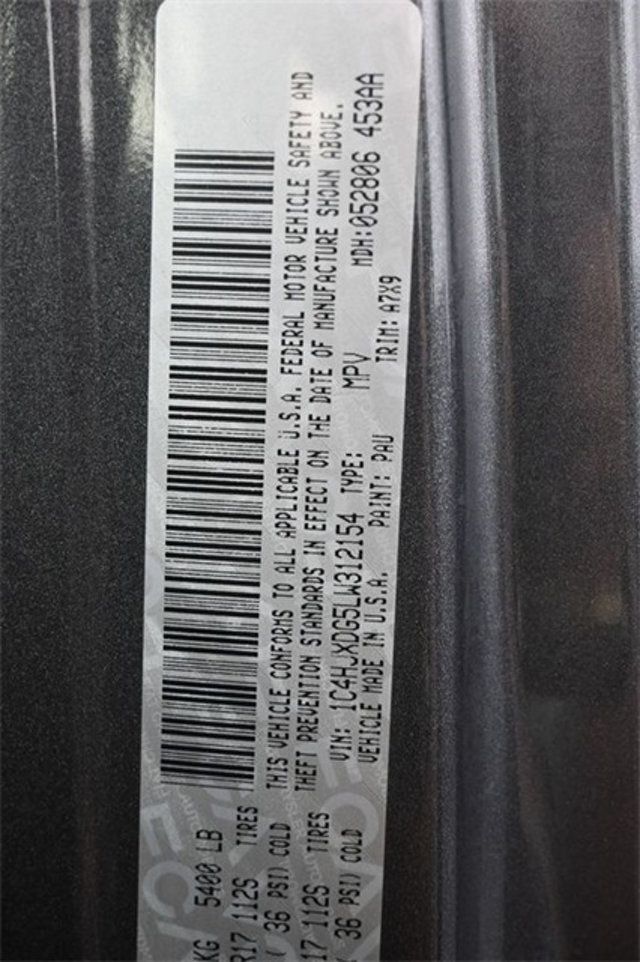 KG 5400 LB
R17 112S TIRES
( 36 PSI) COLD
17 112S TIRES
36 PSI) COLD
THIS VEHICLE CONFORMS TO ALL APPLICABLE U.S.A. FEDERAL MOTOR VEHICLE SAFETY AND
THEFT PREVENTION STANDARDS IN EFFECT ON THE DATE OF MANUFACTURE SHOWN ABOVE.
VIN: 1C4HJXDG5LW312154 TYPE: MPV MDH:052806 453AA
VEHICLE MADE IN U.S.A. PAINT: PAU TRIM: A7X9